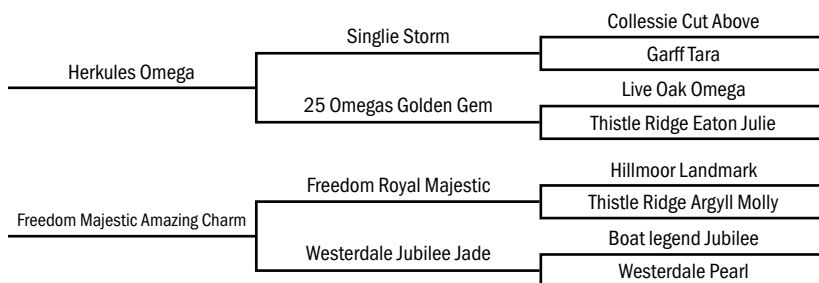 Collessie Cut Above
Singlie Storm
Garff Tara
Herkules Omega
Live Oak Omega
25 Omegas Golden Gem
Thistle Ridge Eaton Julie
Hillmoor Landmark
Freedom Royal Majestic
Thistle Ridge Argyll Molly
Freedom Majestic Amazing Charm
Boat legend Jubilee
Westerdale Jubilee Jade
Westerdale Pearl